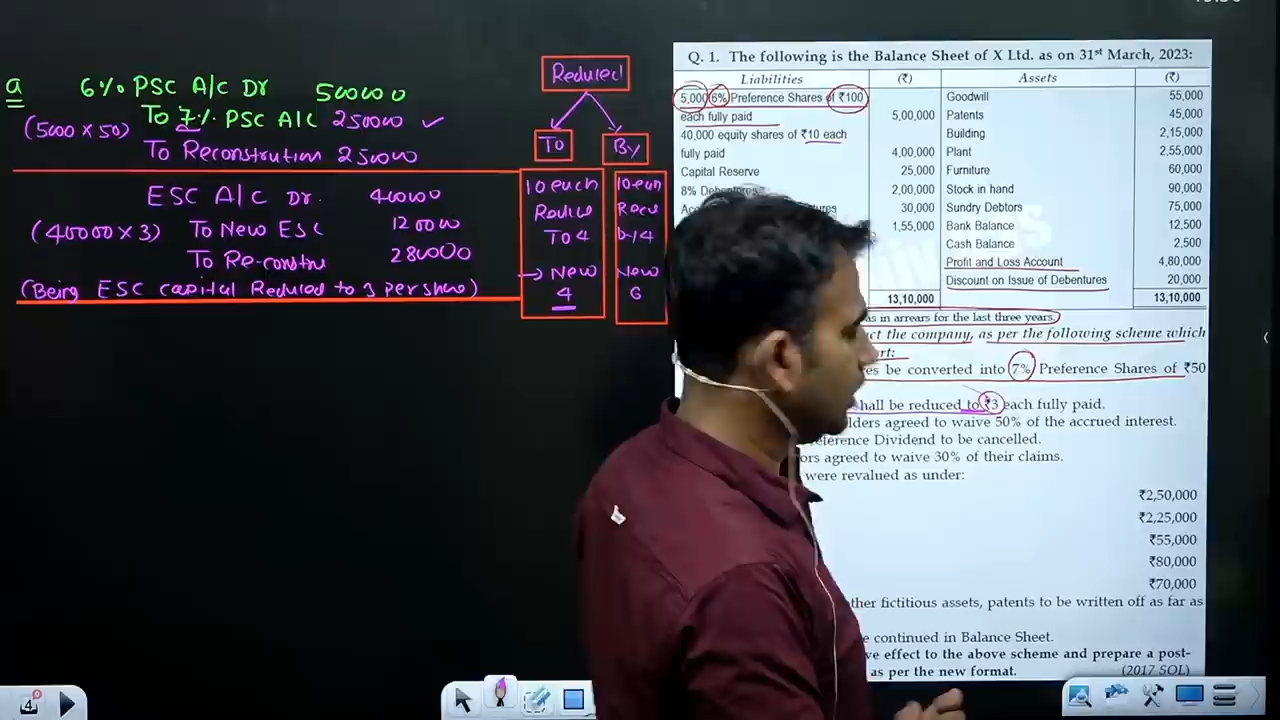 a 6% PSC A/C Dr 500000
(5000 x 50) To 7% PSC A/C 250000 ✓
To Reconstrution 250000
ESC A/C Dr. 400000
(40000 x 3) To New ESC 120000
To Re-constru 280000
(Being ESC capital Reduced to 3 per share)
Reduced
To By
10 each
Reduce
To 4
→ New
4
10 each
Redu
by 4
New
6
Q. 1. The following is the Balance Sheet of X Ltd. as on 31st March, 2023:
Liabilities (₹) Assets (₹)
5,000 6% Preference Shares of ₹100 Goodwill 55,000
each fully paid 5,00,000 Patents 45,000
40,000 equity shares of ₹10 each Building 2,15,000
fully paid 4,00,000 Plant 2,55,000
Capital Reserve 25,000 Furniture 60,000
8% Debentures 2,00,000 Stock in hand 90,000
30,000 Sundry Debtors 75,000
1,55,000 Bank Balance 12,500
Cash Balance 2,500
Profit and Loss Account 4,80,000
Discount on Issue of Debentures 20,000
13,10,000 13,10,000
as in arrears for the last three years.
ct the company, as per the following scheme which
rt:
es be converted into 7% Preference Shares of ₹50
hall be reduced to ₹3 each fully paid.
lders agreed to waive 50% of the accrued interest.
reference Dividend to be cancelled.
ors agreed to waive 30% of their claims.
were revalued as under:
₹2,50,000
₹2,25,000
₹55,000
₹80,000
₹70,000
ther fictitious assets, patents to be written off as far as
e continued in Balance Sheet.
ve effect to the above scheme and prepare a post-
as per the new format. (2017 SOL)
4